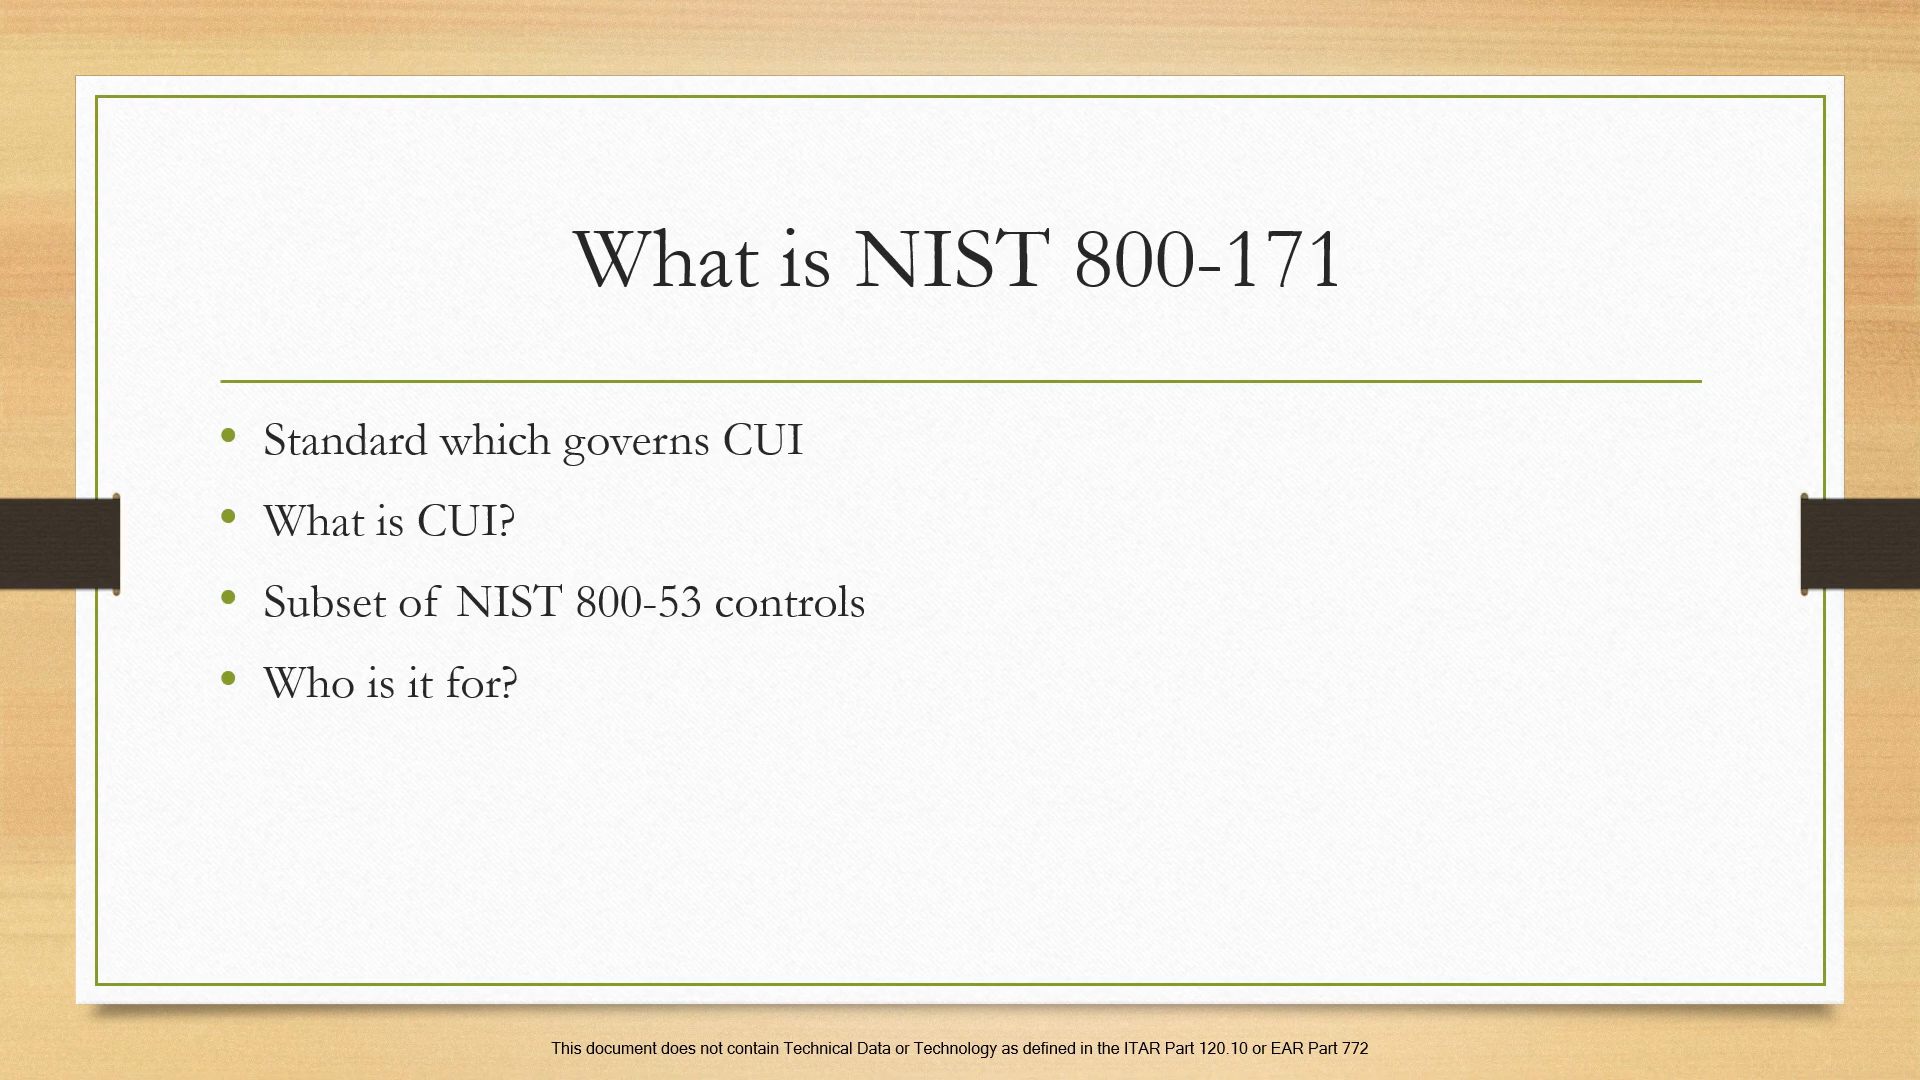 What is NIST 800-171
• Standard which governs CUI
• What is CUI?
• Subset of NIST 800-53 controls
• Who is it for?
This document does not contain Technical Data or Technology as defined in the ITAR Part 120.10 or EAR Part 772